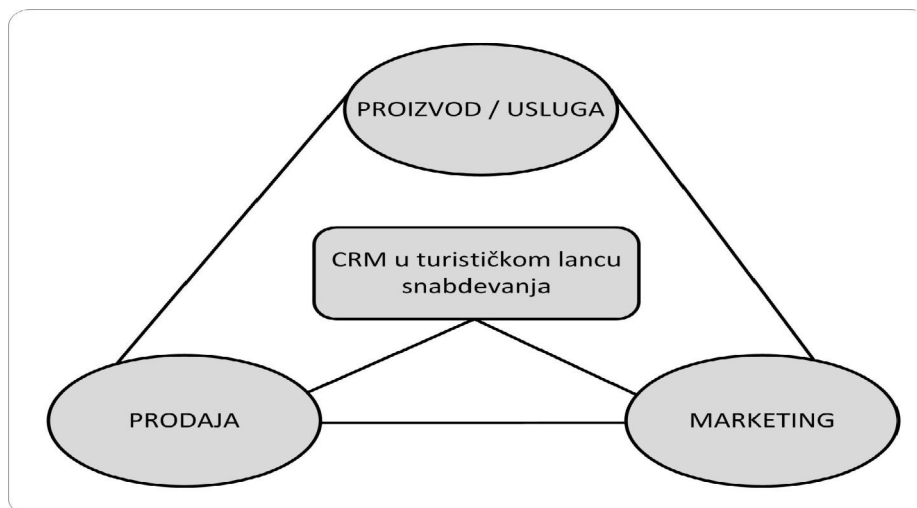 PROIZVOD / USLUGA
CRM u turističkom lancu
snabdevanja
PRODAJA
MARKETING